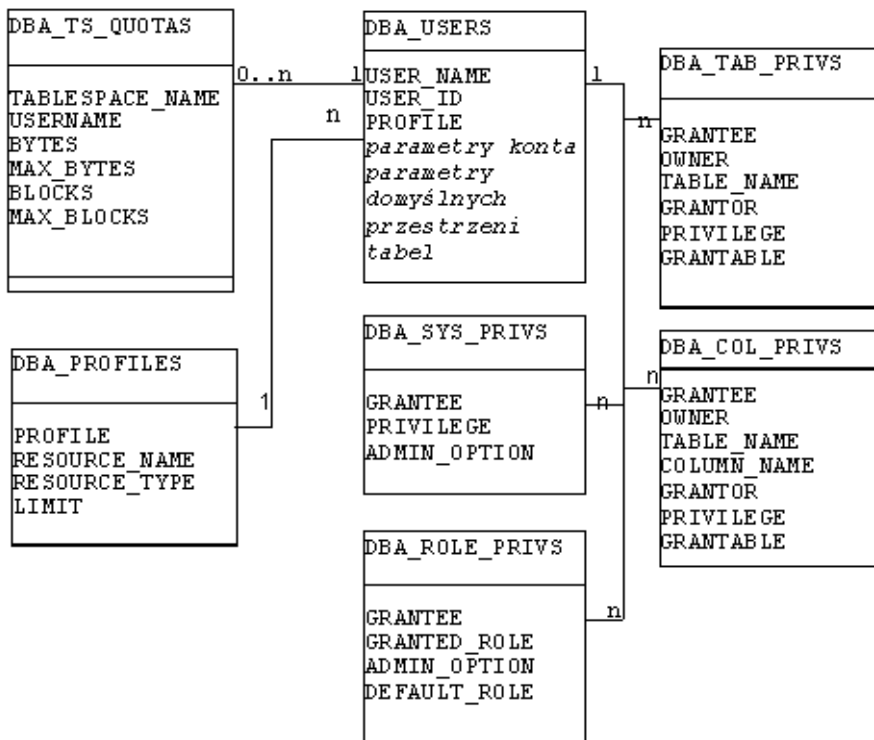 DBA_TS_QUOTAS
TABLESPACE_NAME
USERNAME
BYTES
MAX_BYTES
BLOCKS
MAX_BLOCKS
0..n
1
n
DBA_USERS
USER_NAME
USER_ID
PROFILE
parametry konta
parametry
domyślnych
przestrzeni
tabel
1
DBA_TAB_PRIVS
n
GRANTEE
OWNER
TABLE_NAME
GRANTOR
PRIVILEGE
GRANTABLE
DBA_PROFILES
1
PROFILE
RESOURCE_NAME
RESOURCE_TYPE
LIMIT
DBA_SYS_PRIVS
GRANTEE
PRIVILEGE
ADMIN_OPTION
n
DBA_COL_PRIVS
n
GRANTEE
OWNER
TABLE_NAME
COLUMN_NAME
GRANTOR
PRIVILEGE
GRANTABLE
DBA_ROLE_PRIVS
n
GRANTEE
GRANTED_ROLE
ADMIN_OPTION
DEFAULT_ROLE